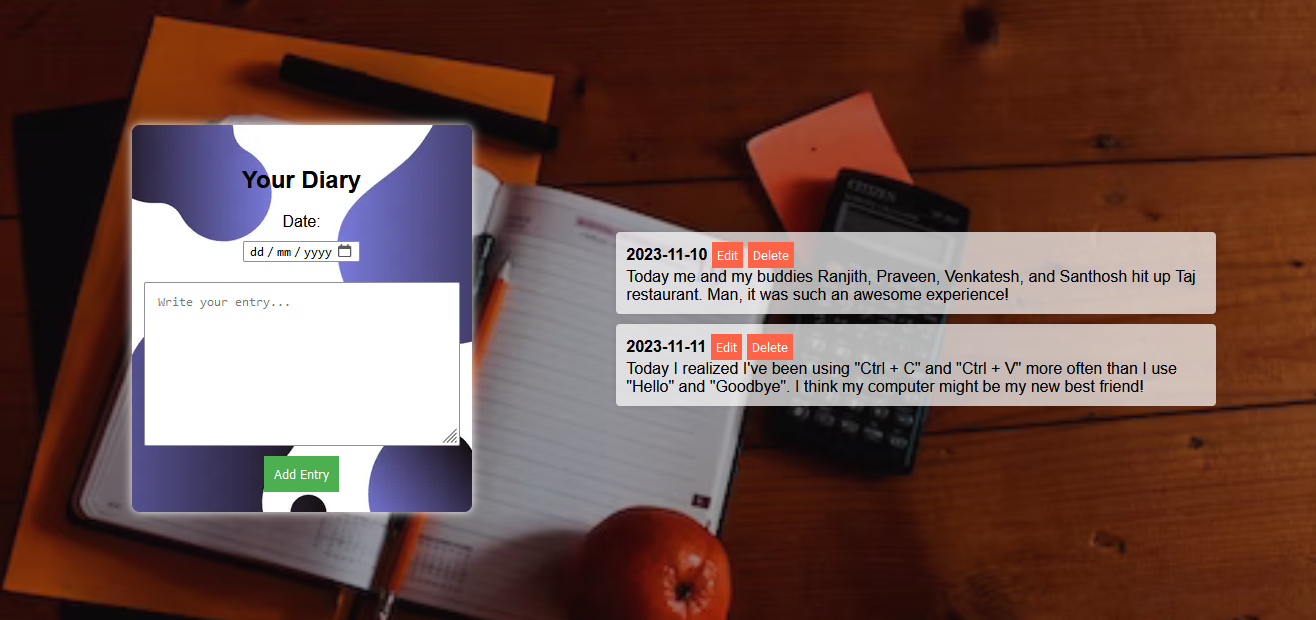 Your Diary
Date:
dd / mm / yyyy
Write your entry...
Add Entry
CITIZEN
2023-11-10 Edit Delete
Today me and my buddies Ranjith, Praveen, Venkatesh, and Santhosh hit up Taj
restaurant. Man, it was such an awesome experience!
2023-11-11 Edit Delete
Today I realized I've been using "Ctrl + C" and "Ctrl + V" more often than I use
"Hello" and "Goodbye". I think my computer might be my new best friend!